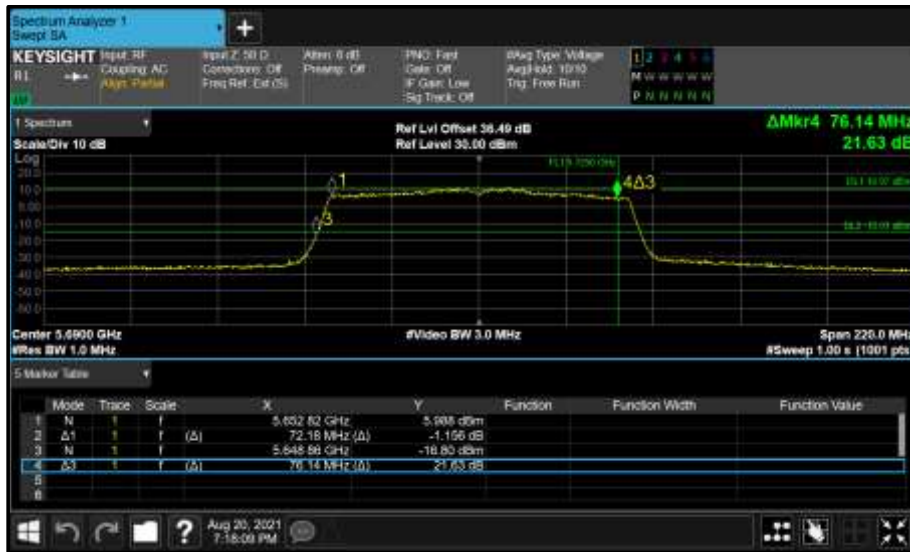 Spectrum Analyzer 1
Swept SA
+
KEYSIGHT
Input: RF
Coupling: AC
Align: Partial
Input Z: 50 Ω
Corrections: Off
Freq Ref: Ext (S)
Atten: 6 dB
Preamp: Off
PNO: Fast
Gate: Off
IF Gain: Low
Sig Track: Off
#Avg Type: Voltage
Avg|Hold: 10/10
Trig: Free Run
1 2 3 4 5 6
M W W W W W
P N N N N N
1 Spectrum
Scale/Div 10 dB
Ref Lvl Offset 36.49 dB
Ref Level 30.00 dBm
ΔMkr4 76.14 MHz
21.63 dB
Log
20.0
10.0
0.00
-10.0
-20.0
-30.0
-40.0
-50.0
-60.0
1
3
4Δ3
Center 5.6900 GHz
#Res BW 1.0 MHz
#Video BW 3.0 MHz
Span 220.0 MHz
#Sweep 1.00 s (1001 pts
5 Marker Table
Mode Trace Scale X Y Function Function Width Function Value
1 N 1 f 5.652 82 GHz 5.988 dBm
2 Δ1 1 f (Δ) 72.18 MHz (Δ) -1.156 dB
3 N 1 f 5.648 86 GHz -16.80 dBm
4 Δ3 1 f (Δ) 76.14 MHz (Δ) 21.63 dB
5
6
?
Aug 20, 2021
7:18:09 PM